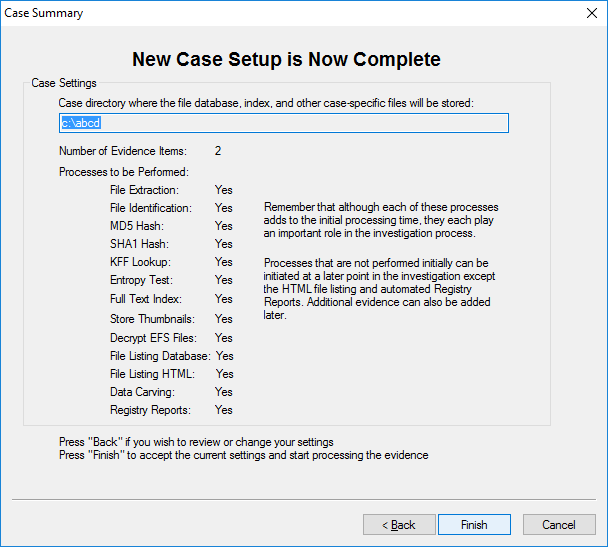 Case Summary
New Case Setup is Now Complete
Case Settings
Case directory where the file database, index, and other case-specific files will be stored:
c:\abcd
Number of Evidence Items: 2
Processes to be Performed:
File Extraction: Yes
File Identification: Yes
MD5 Hash: Yes
SHA1 Hash: Yes
KFF Lookup: Yes
Entropy Test: Yes
Full Text Index: Yes
Store Thumbnails: Yes
Decrypt EFS Files: Yes
File Listing Database: Yes
File Listing HTML: Yes
Data Carving: Yes
Registry Reports: Yes
Remember that although each of these processes
adds to the initial processing time, they each play
an important role in the investigation process.
Processes that are not performed initially can be
initiated at a later point in the investigation except
the HTML file listing and automated Registry
Reports. Additional evidence can also be added
later.
Press "Back" if you wish to review or change your settings
Press "Finish" to accept the current settings and start processing the evidence
< Back
Finish
Cancel